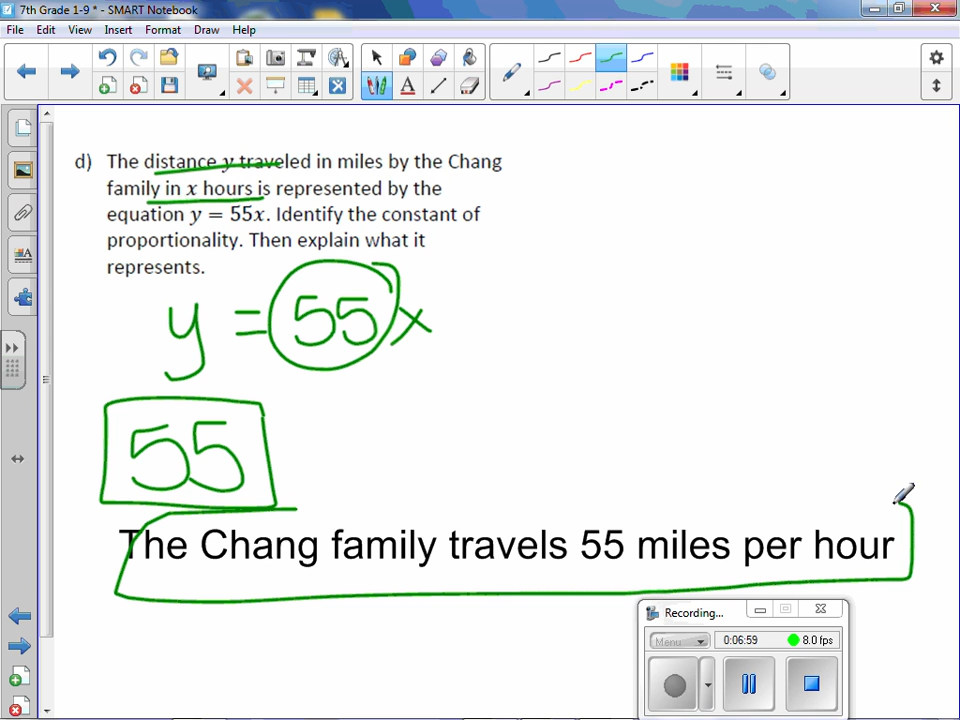 7th Grade 1-9 * - SMART Notebook
File Edit View Insert Format Draw Help
d) The distance y traveled in miles by the Chang
family in x hours is represented by the
equation y = 55x. Identify the constant of
proportionality. Then explain what it
represents.
y = 55x
55
The Chang family travels 55 miles per hour
Recording...
Menu 0:06:59 8.0 fps